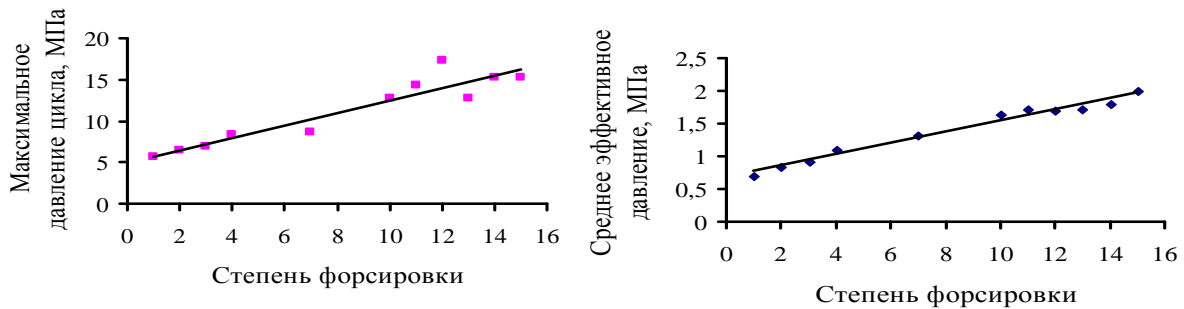 Максимальное
давление цикла, МПа
20
15
10
5
0
0 2 4 6 8 10 12 14 16
Степень форсировки
Среднее эффективное
давление, МПа
2,5
2
1,5
1
0,5
0
0 2 4 6 8 10 12 14 16
Степень форсировки